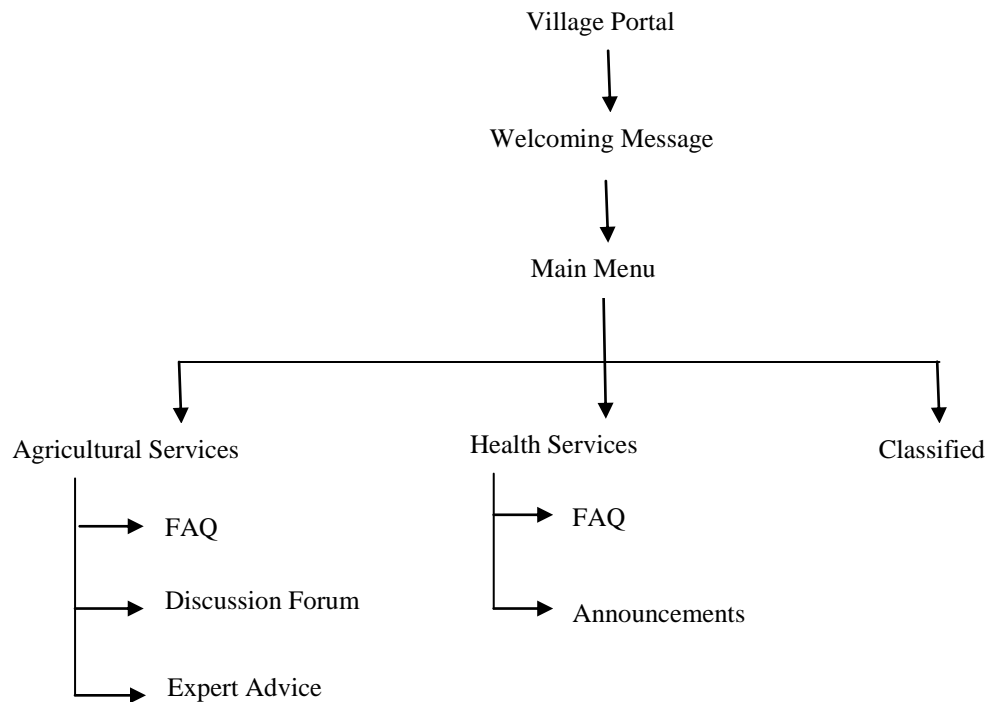 Village Portal
Welcoming Message
Main Menu
Agricultural Services
FAQ
Discussion Forum
Expert Advice
Health Services
FAQ
Announcements
Classified